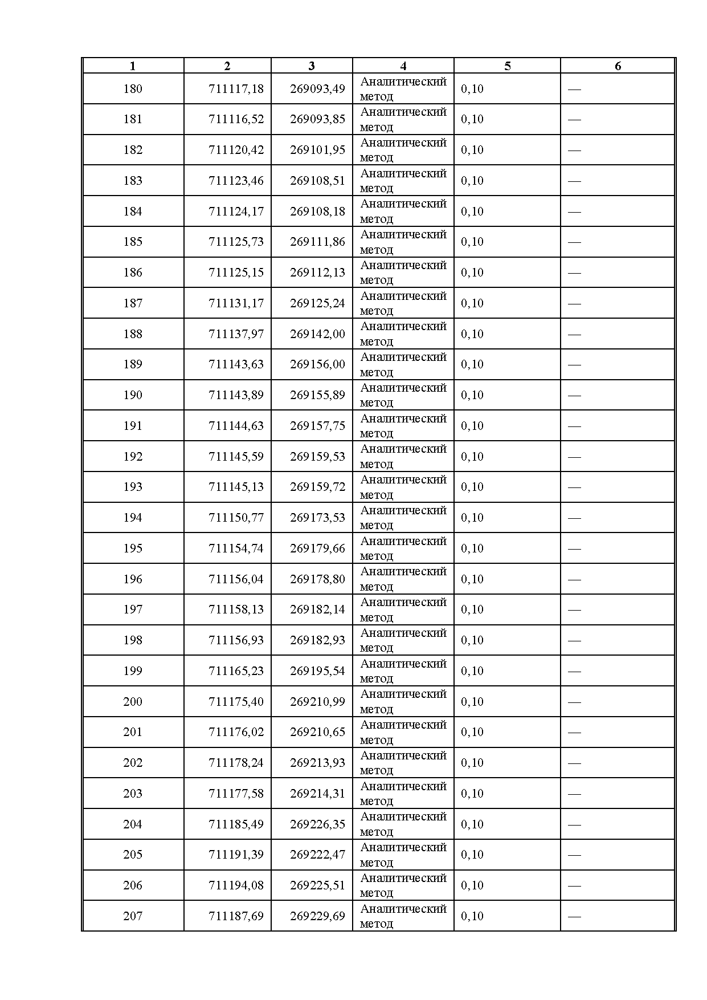 1 2 3 4 5 6
180 711117,18 269093,49 Аналитический метод 0,10 —
181 711116,52 269093,85 Аналитический метод 0,10 —
182 711120,42 269101,95 Аналитический метод 0,10 —
183 711123,46 269108,51 Аналитический метод 0,10 —
184 711124,17 269108,18 Аналитический метод 0,10 —
185 711125,73 269111,86 Аналитический метод 0,10 —
186 711125,15 269112,13 Аналитический метод 0,10 —
187 711131,17 269125,24 Аналитический метод 0,10 —
188 711137,97 269142,00 Аналитический метод 0,10 —
189 711143,63 269156,00 Аналитический метод 0,10 —
190 711143,89 269155,89 Аналитический метод 0,10 —
191 711144,63 269157,75 Аналитический метод 0,10 —
192 711145,59 269159,53 Аналитический метод 0,10 —
193 711145,13 269159,72 Аналитический метод 0,10 —
194 711150,77 269173,53 Аналитический метод 0,10 —
195 711154,74 269179,66 Аналитический метод 0,10 —
196 711156,04 269178,80 Аналитический метод 0,10 —
197 711158,13 269182,14 Аналитический метод 0,10 —
198 711156,93 269182,93 Аналитический метод 0,10 —
199 711165,23 269195,54 Аналитический метод 0,10 —
200 711175,40 269210,99 Аналитический метод 0,10 —
201 711176,02 269210,65 Аналитический метод 0,10 —
202 711178,24 269213,93 Аналитический метод 0,10 —
203 711177,58 269214,31 Аналитический метод 0,10 —
204 711185,49 269226,35 Аналитический метод 0,10 —
205 711191,39 269222,47 Аналитический метод 0,10 —
206 711194,08 269225,51 Аналитический метод 0,10 —
207 711187,69 269229,69 Аналитический метод 0,10 —